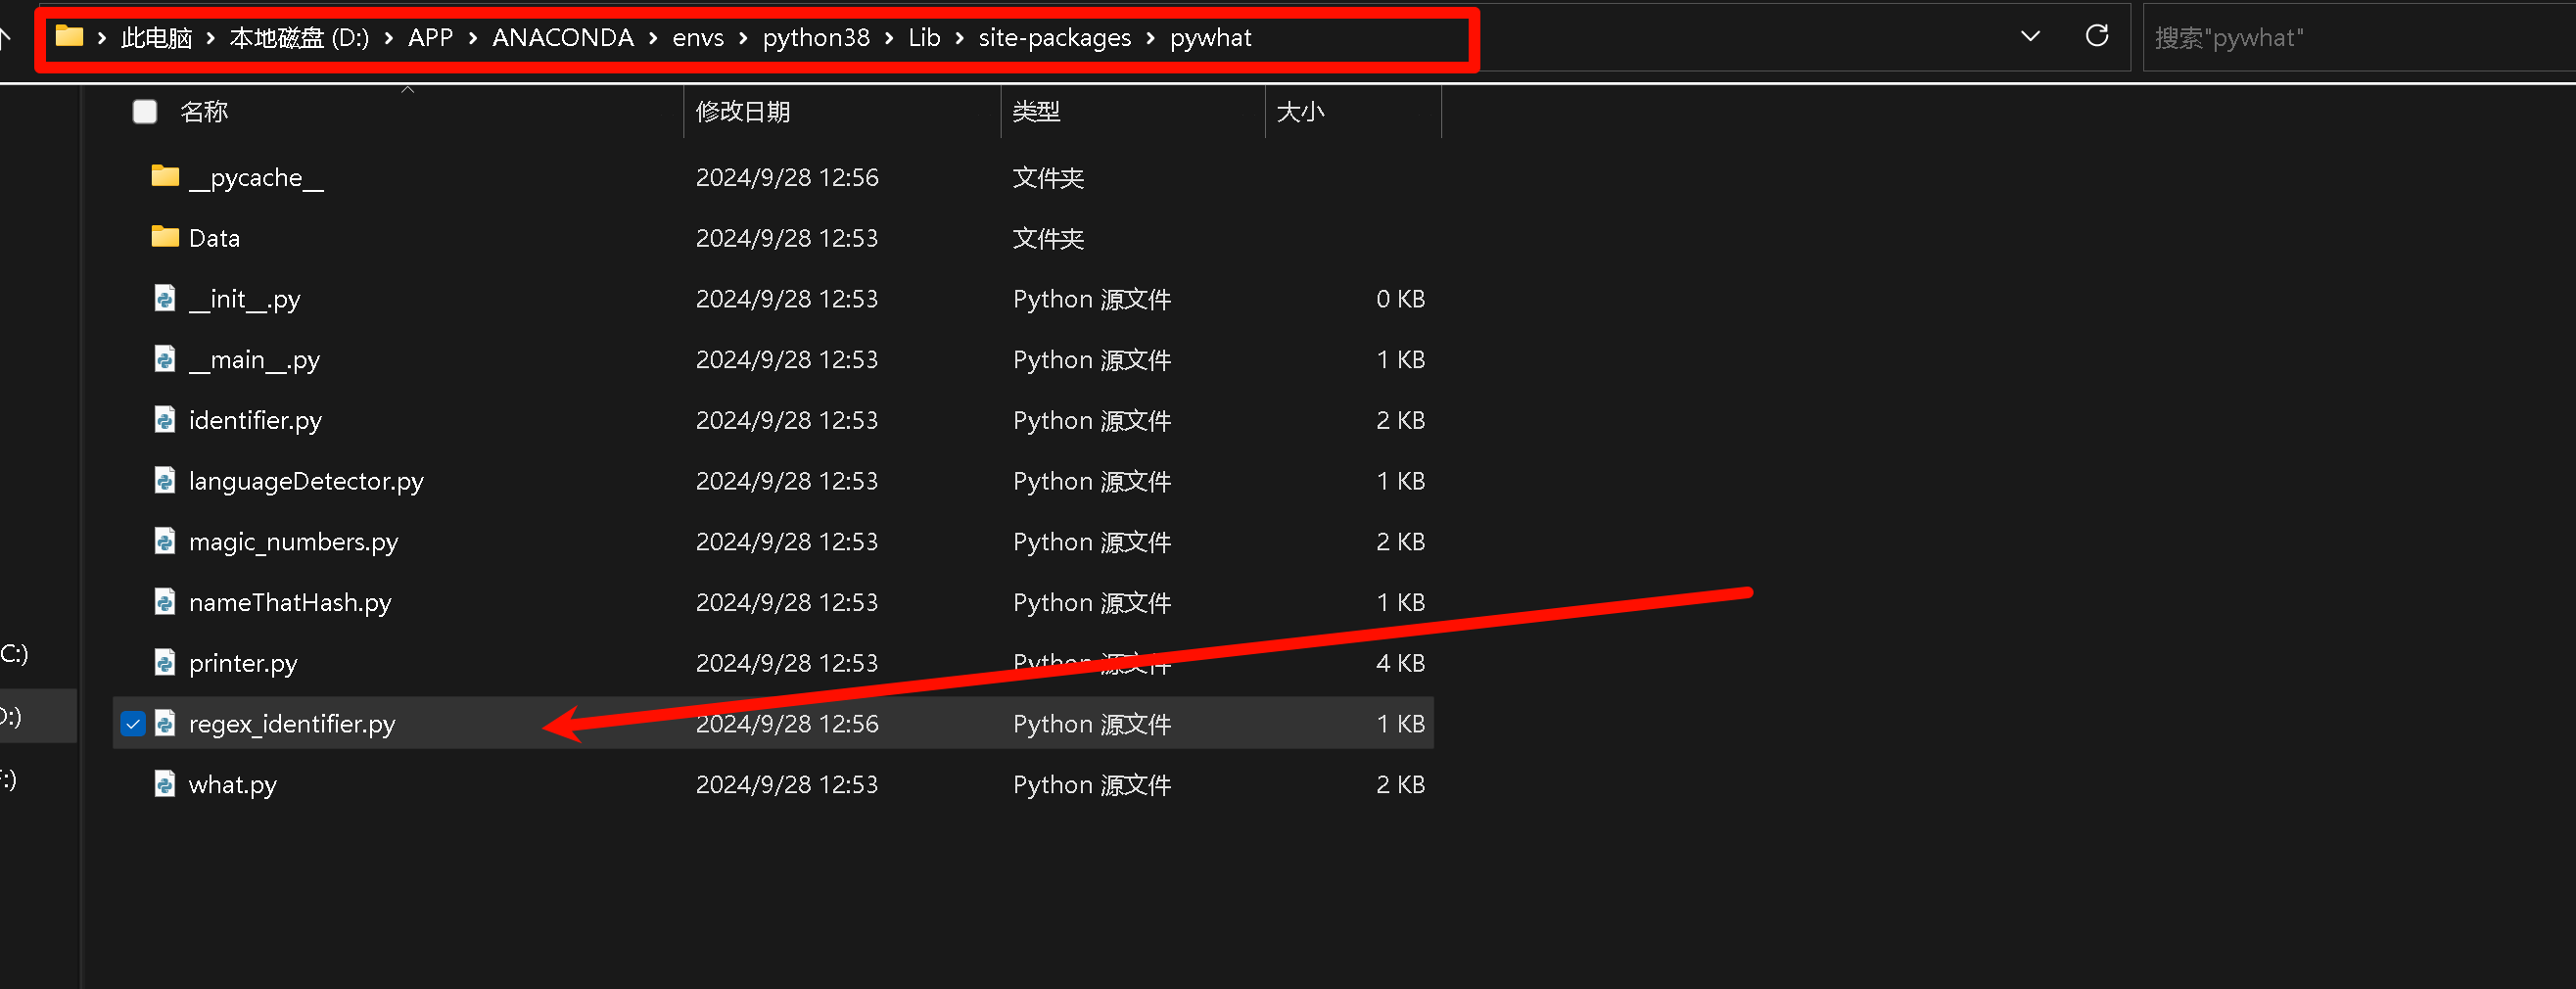 此电脑 > 本地磁盘 (D:) > APP > ANACONDA > envs > python38 > Lib > site-packages > pywhat 搜索"pywhat"
名称 修改日期 类型 大小
__pycache__ 2024/9/28 12:56 文件夹
Data 2024/9/28 12:53 文件夹
__init__.py 2024/9/28 12:53 Python 源文件 0 KB
__main__.py 2024/9/28 12:53 Python 源文件 1 KB
identifier.py 2024/9/28 12:53 Python 源文件 2 KB
languageDetector.py 2024/9/28 12:53 Python 源文件 1 KB
magic_numbers.py 2024/9/28 12:53 Python 源文件 2 KB
nameThatHash.py 2024/9/28 12:53 Python 源文件 1 KB
C:)
printer.py 2024/9/28 12:53 Python 源文件 4 KB
D:)
regex_identifier.py 2024/9/28 12:56 Python 源文件 1 KB
:)
what.py 2024/9/28 12:53 Python 源文件 2 KB